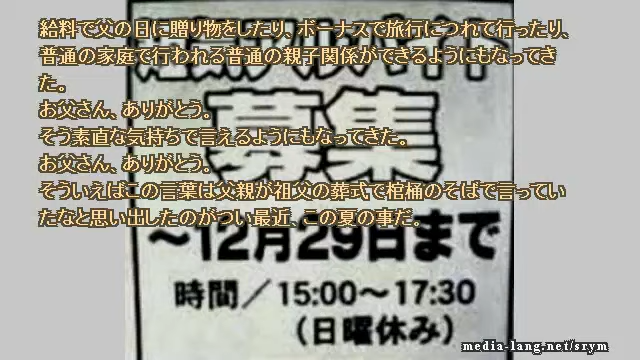 給料で父の日に贈り物をしたり、ボーナスで旅行につれて行ったり、
普通の家庭で行われる普通の親子関係ができるようにもなってき
た。
お父さん、ありがとう。
そう素直な気持ちで言えるようにもなってきた。
お父さん、ありがとう。
そういえばこの言葉は父親が祖父の葬式で棺桶のそばで言ってい
たなと思い出したのがつい最近、この夏の事だ。
募集
～12月29日まで
時間／15:00～17:30
（日曜休み）
media-lang.net/srym